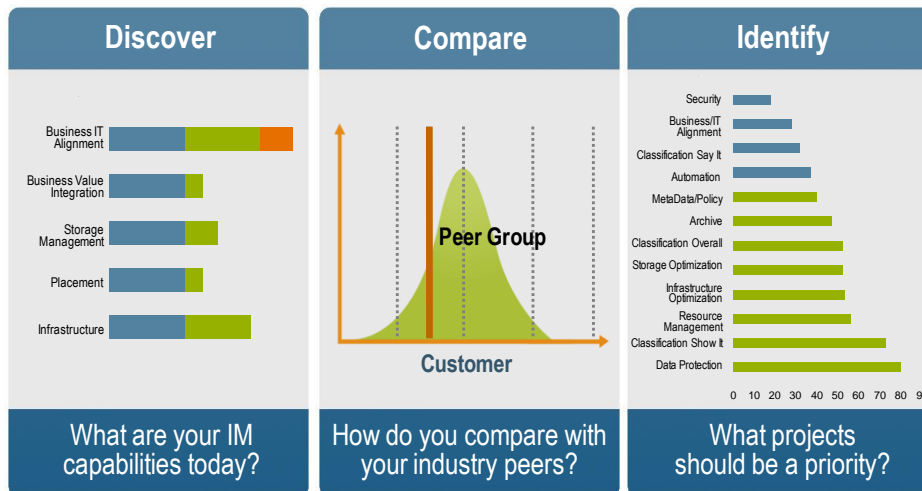 Discover
Business IT
Alignment
Business Value
Integration
Storage
Management
Placement
Infrastructure
What are your IM
capabilities today?
Compare
Peer Group
Customer
How do you compare with
your industry peers?
Identify
Security
Business/IT
Alignment
Classification Say It
Automation
MetaData/Policy
Archive
Classification Overall
Storage Optimization
Infrastructure
Optimization
Resource
Management
Classification Show It
Data Protection
0 10 20 30 40 50 60 70 80 9
What projects
should be a priority?